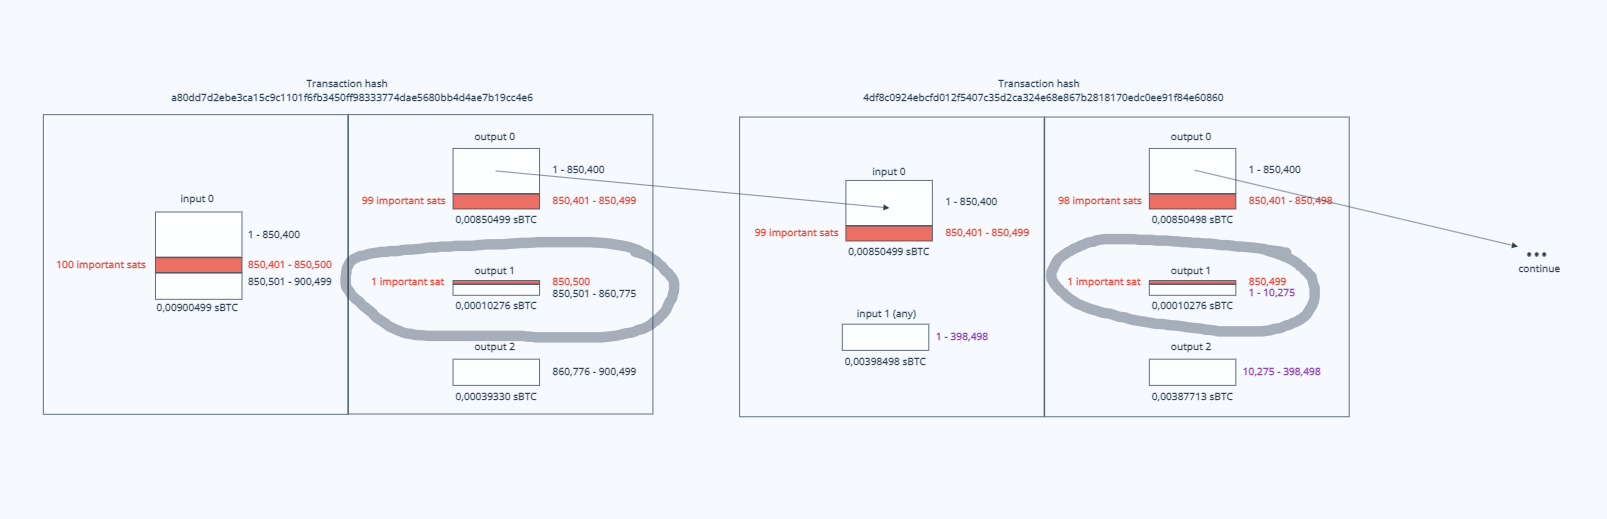 Transaction hash
a80dd7d2ebe3ca15c9c1101f6fb3450ff98333774dae5680bb4d4ae7b19cc4e6
input 0
1 - 850,400
100 important sats
850,401 - 850,500
850,501 - 900,499
0,00900499 sBTC
output 0
1 - 850,400
99 important sats
850,401 - 850,499
0,00850499 sBTC
output 1
1 important sat
850,500
850,501 - 860,775
0,00010276 sBTC
output 2
860,776 - 900,499
0,00039330 sBTC
Transaction hash
4df8c0924ebcfd012f5407c35d2ca324e68e867b2818170edc0ee91f84e60860
input 0
1 - 850,400
99 important sats
850,401 - 850,499
0,00850499 sBTC
input 1 (any)
1 - 398,498
0,00398498 sBTC
output 0
1 - 850,400
98 important sats
850,401 - 850,498
0,00850498 sBTC
output 1
1 important sat
850,499
1 - 10,275
0,00010276 sBTC
output 2
10,275 - 398,498
0,00387713 sBTC
continue